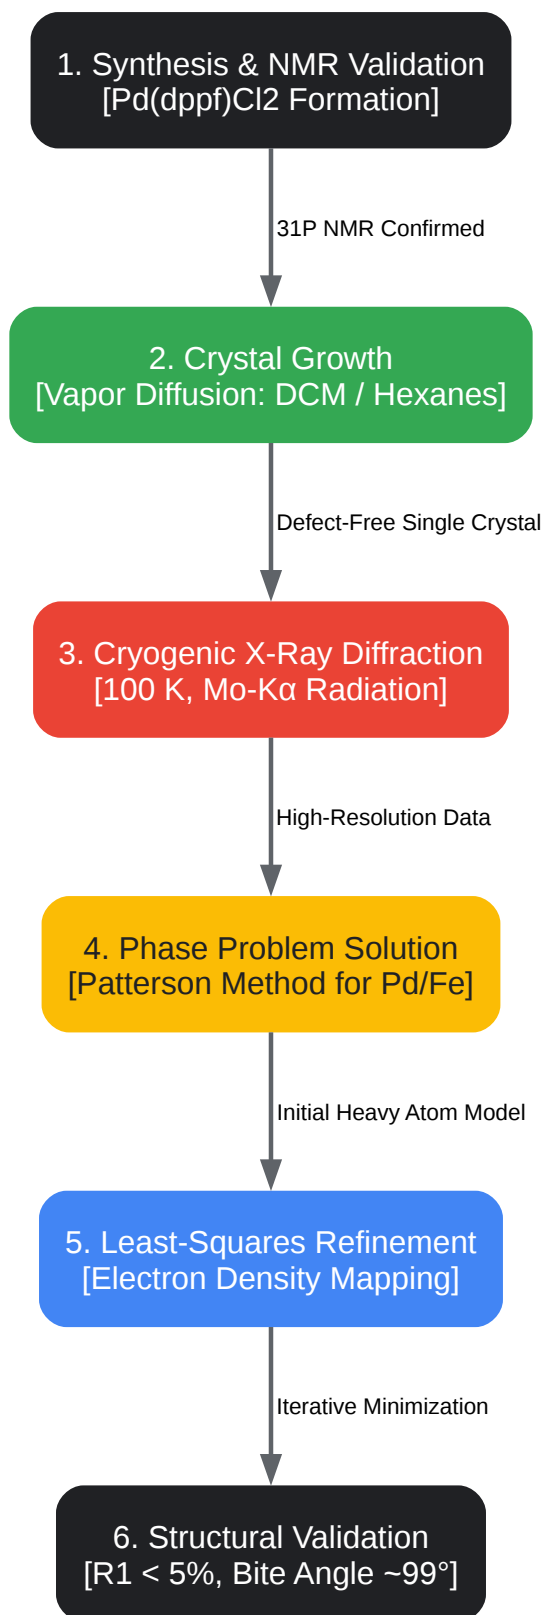 1. Synthesis & NMR Validation
[Pd(dppf)Cl2 Formation]
31P NMR Confirmed
2. Crystal Growth
[Vapor Diffusion: DCM / Hexanes]
Defect-Free Single Crystal
3. Cryogenic X-Ray Diffraction
[100 K, Mo-Kα Radiation]
High-Resolution Data
4. Phase Problem Solution
[Patterson Method for Pd/Fe]
Initial Heavy Atom Model
5. Least-Squares Refinement
[Electron Density Mapping]
Iterative Minimization
6. Structural Validation
[R1 < 5%, Bite Angle ~99°]